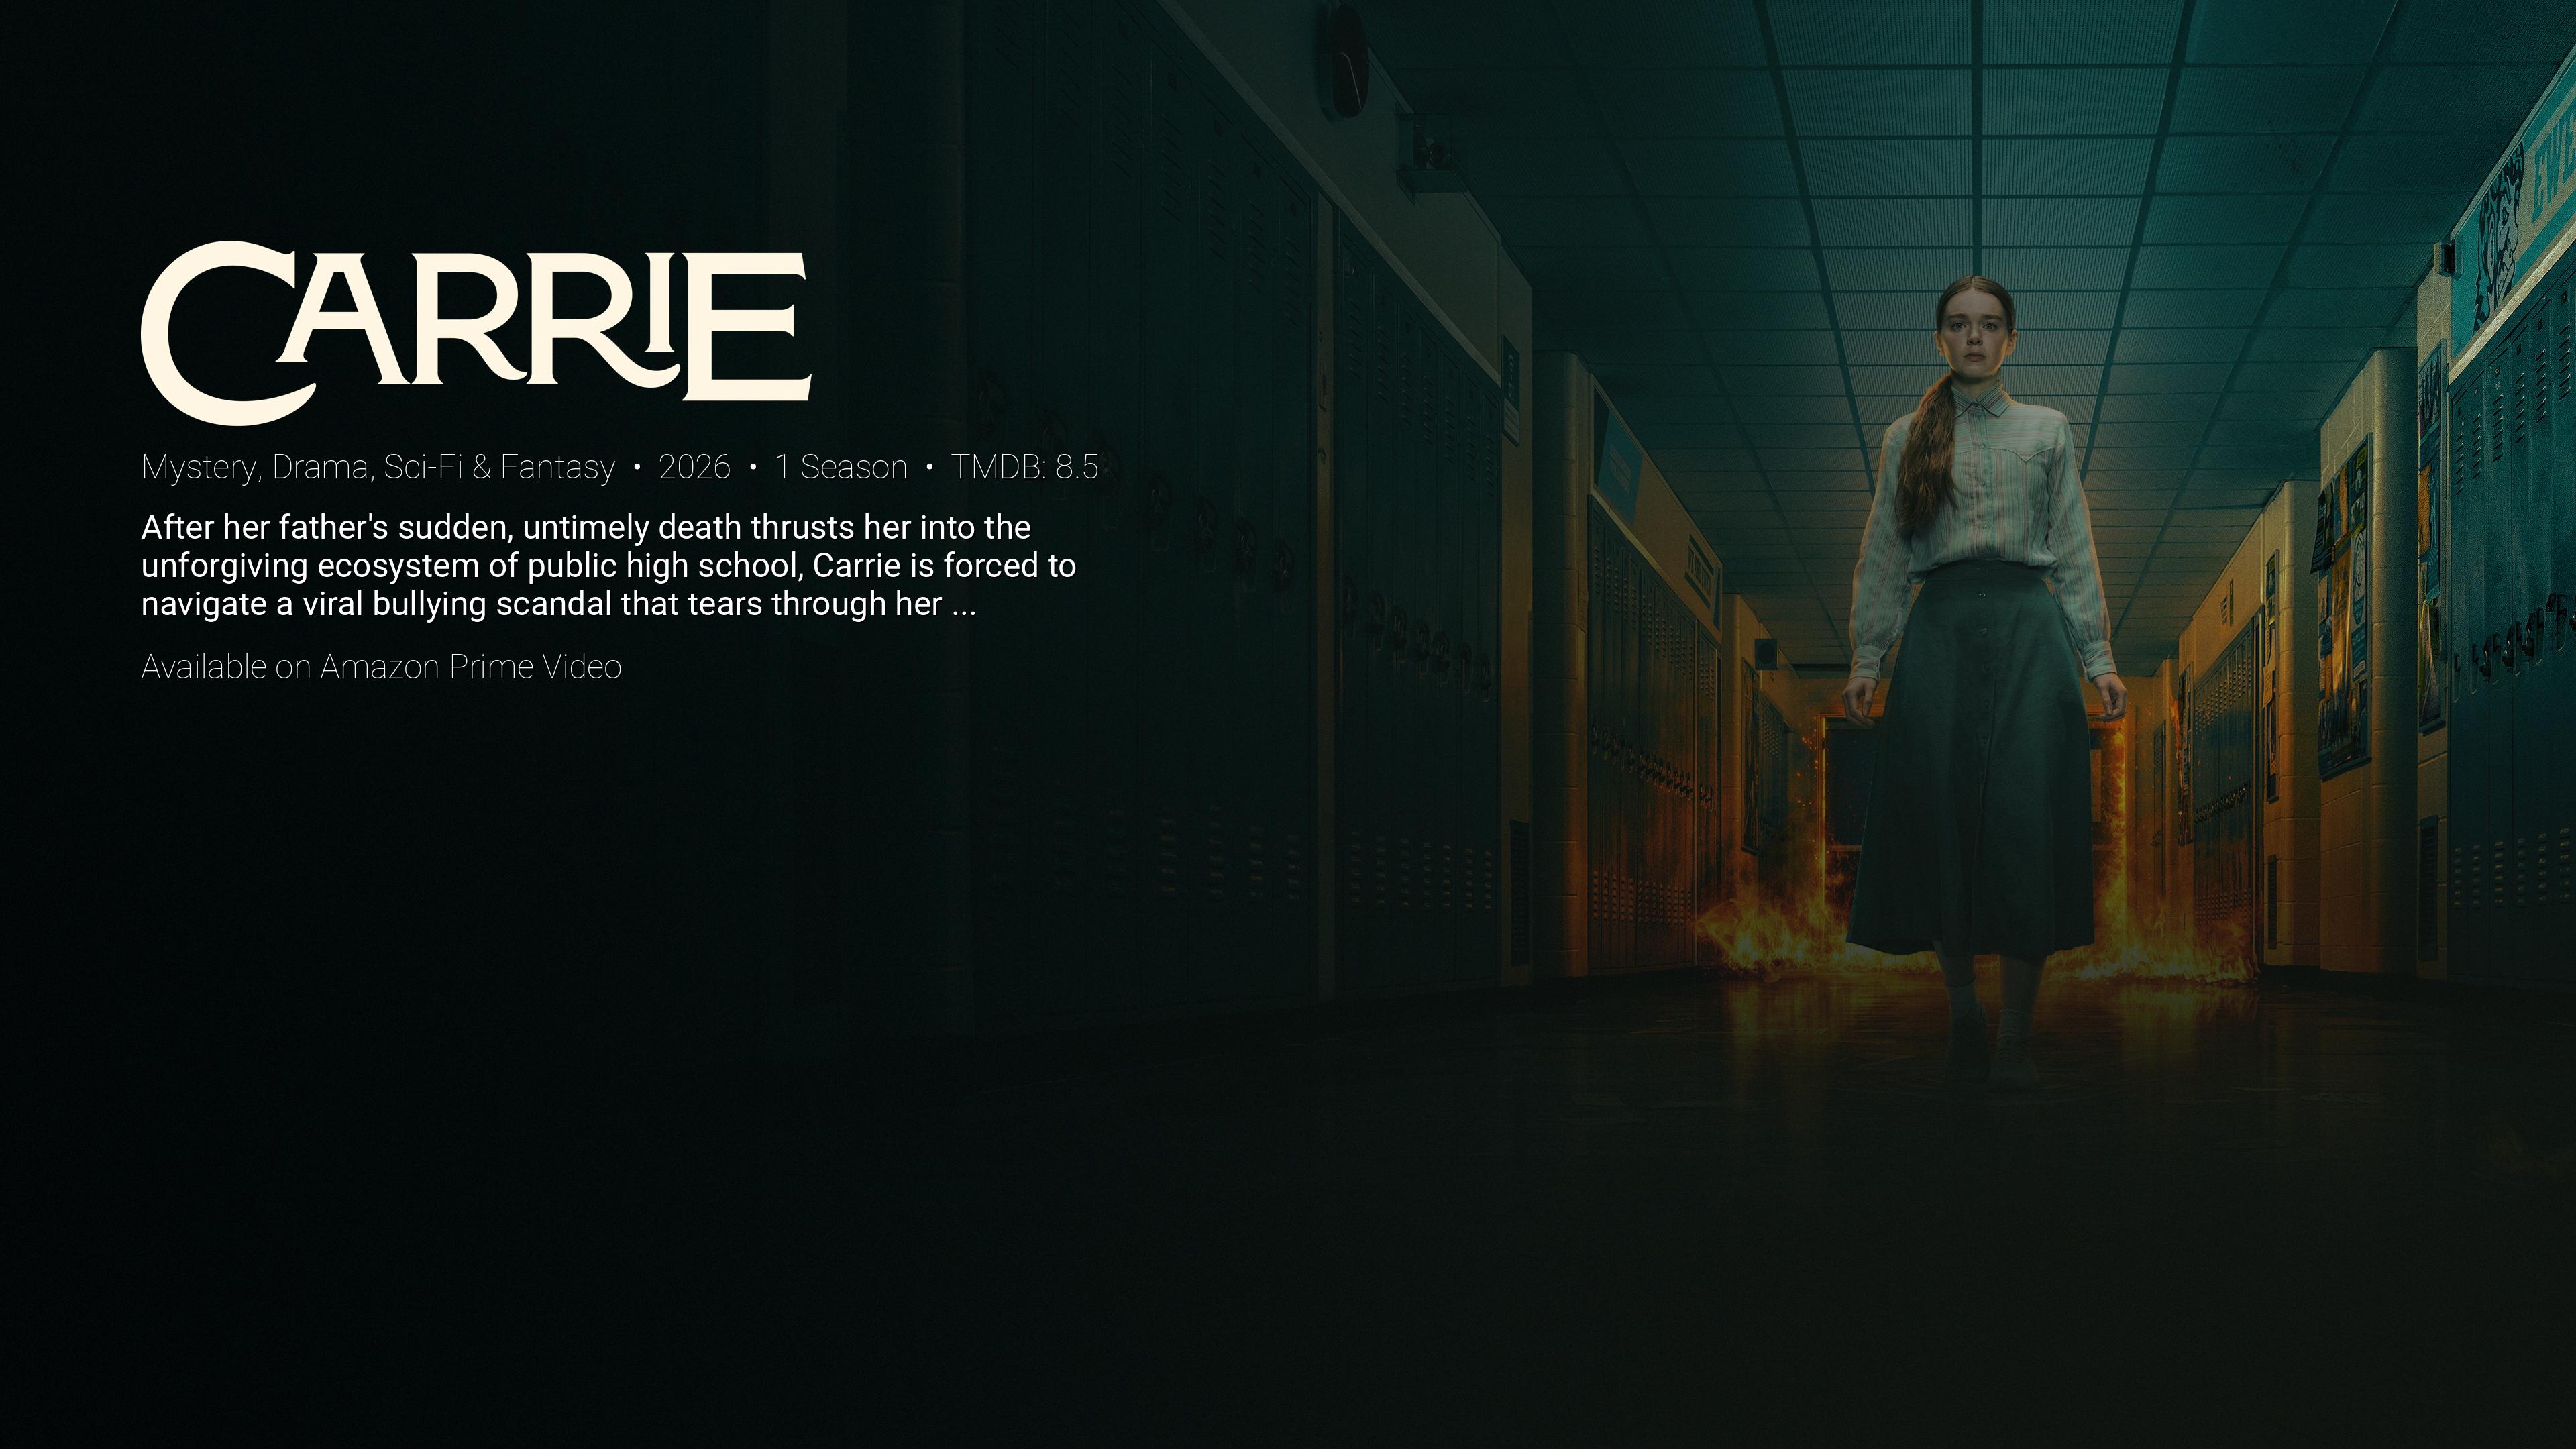 CARRIE
Mystery, Drama, Sci-Fi & Fantasy • 2026 • 1 Season • TMDB: 8.5
After her father's sudden, untimely death thrusts her into the
unforgiving ecosystem of public high school, Carrie is forced to
navigate a viral bullying scandal that tears through her ...
Available on Amazon Prime Video